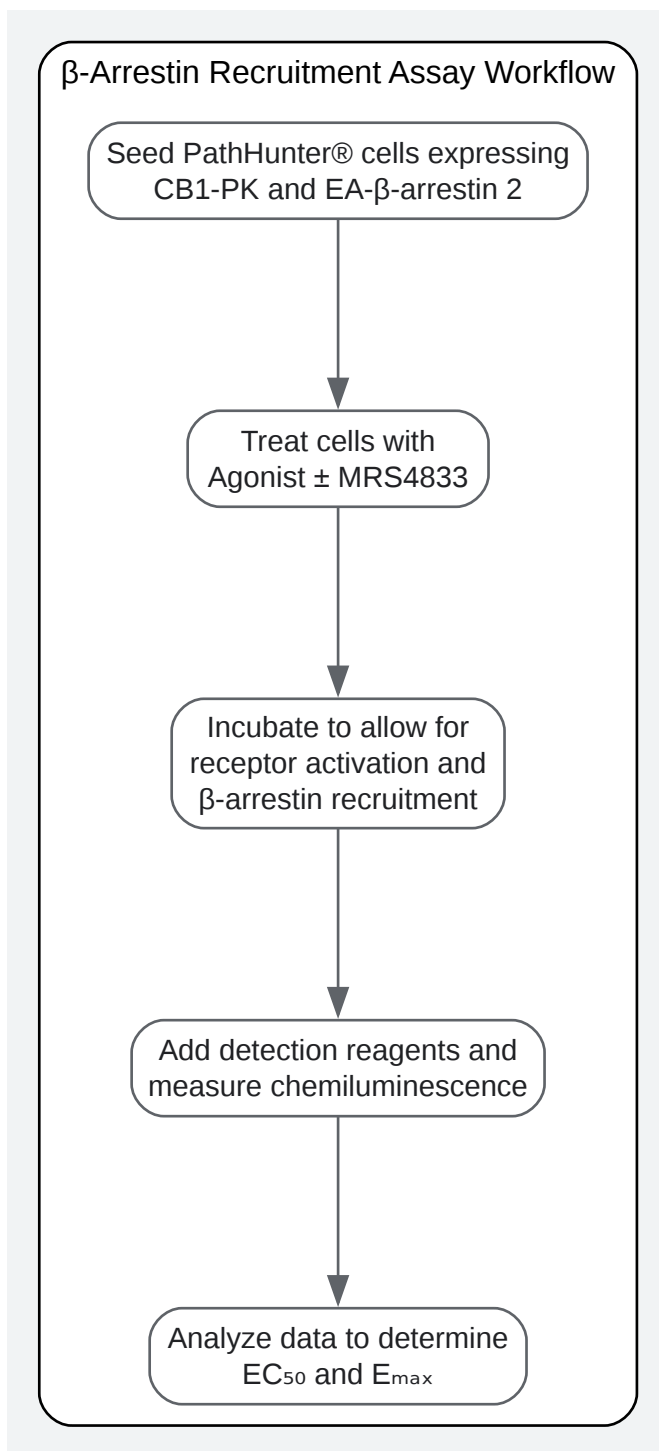 β-Arrestin Recruitment Assay Workflow
Seed PathHunter® cells expressing
CB1-PK and EA-β-arrestin 2
Treat cells with
Agonist ± MRS4833
Incubate to allow for
receptor activation and
β-arrestin recruitment
Add detection reagents and
measure chemiluminescence
Analyze data to determine
EC₅₀ and Eₘₐₓ